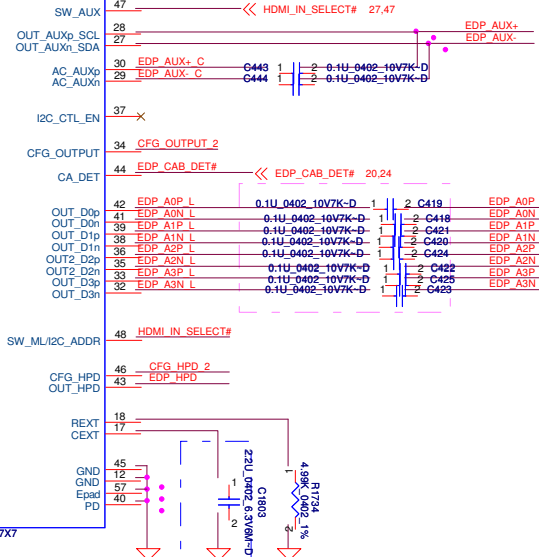 47
SW_AUX
HDMI_IN_SELECT# 27,47
28
OUT_AUXp_SCL
EDP_AUX+
27
OUT_AUXn_SDA
EDP_AUX-
30 EDP_AUX+_C
AC_AUXp
C443 1 2 0.1U_0402_10V7K~D
29 EDP_AUX-_C
AC_AUXn
C444 1 2 0.1U_0402_10V7K~D
37
I2C_CTL_EN
34 CFG_OUTPUT_2
CFG_OUTPUT
44 EDP_CAB_DET#
CA_DET
EDP_CAB_DET# 20,24
42 EDP_A0P_L 0.1U_0402_10V7K~D 1 2 C419 EDP_A0P
OUT_D0p
41 EDP_A0N_L 0.1U_0402_10V7K~D 1 2 C418 EDP_A0N
OUT_D0n
39 EDP_A1P_L 0.1U_0402_10V7K~D 1 2 C421 EDP_A1P
OUT_D1p
38 EDP_A1N_L 0.1U_0402_10V7K~D 1 2 C420 EDP_A1N
OUT_D1n
36 EDP_A2P_L 0.1U_0402_10V7K~D 1 2 C424 EDP_A2P
OUT2_D2p
35 EDP_A2N_L 0.1U_0402_10V7K~D 1 2 C422 EDP_A2N
OUT2_D2n
33 EDP_A3P_L 0.1U_0402_10V7K~D 1 2 C425 EDP_A3P
OUT_D3p
32 EDP_A3N_L 0.1U_0402_10V7K~D 1 2 C423 EDP_A3N
OUT_D3n
48 HDMI_IN_SELECT#
SW_ML/I2C_ADDR
46 CFG_HPD_2
CFG_HPD
43 EDP_HPD
OUT_HPD
18
REXT
17
CEXT
45
GND
12
GND
57
Epad
40
PD
1
2
C1803
2.2U_0402_6.3V6M~D
1
2
R1734
4.99K_0402_1%
7X7